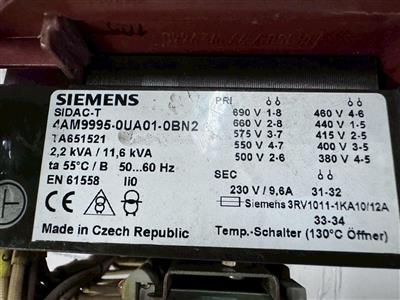 SIEMENS
SIDAC-T
4AM9995-0UA01-0BN2
TA651521
2,2 kVA / 11,6 kVA
ta 55°C / B 50...60 Hz
EN 61558 Ii0
Made in Czech Republic
PRI
690 V 1-8 460 V 4-6
660 V 2-8 440 V 1-5
575 V 3-7 415 V 2-5
550 V 4-7 400 V 3-5
500 V 2-6 380 V 4-5
SEC
230 V / 9,6A 31-32
Siemens 3RV1011-1KA10/12A
33-34
Temp.-Schalter (130°C Öffner)